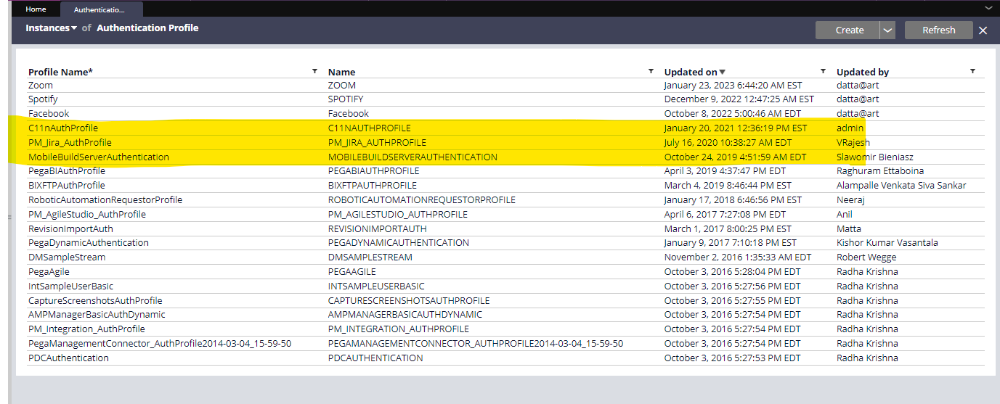 Home Authenticatio...
Instances of Authentication Profile Create Refresh
Profile Name* Name Updated on Updated by
Zoom ZOOM January 23, 2023 6:44:20 AM EST datta@art
Spotify SPOTIFY December 9, 2022 12:47:25 AM EST datta@art
Facebook Facebook October 8, 2022 5:00:46 AM EDT datta@art
C11nAuthProfile C11NAUTHPROFILE January 20, 2021 12:36:19 PM EST admin
PM_Jira_AuthProfile PM_JIRA_AUTHPROFILE July 16, 2020 10:38:27 AM EDT VRajesh
MobileBuildServerAuthentication MOBILEBUILDSERVERAUTHENTICATION October 24, 2019 4:51:59 AM EDT Slawomir Bieniasz
PegaBIAuthProfile PEGABIAUTHPROFILE April 3, 2019 4:37:47 PM EDT Raghuram Ettaboina
BIXFTPAuthProfile BIXFTPAUTHPROFILE March 4, 2019 8:46:44 PM EST Alampalle Venkata Siva Sankar
RoboticAutomationRequestorProfile ROBOTICAUTOMATIONREQUESTORPROFILE January 17, 2018 6:46:56 PM EST Neeraj
PM_AgileStudio_AuthProfile PM_AGILESTUDIO_AUTHPROFILE April 6, 2017 7:27:08 PM EDT Anil
RevisionImportAuth REVISIONIMPORTAUTH March 1, 2017 8:00:25 PM EST Matta
PegaDynamicAuthentication PEGADYNAMICAUTHENTICATION January 9, 2017 7:10:18 PM EST Kishor Kumar Vasantala
DMSampleStream DMSAMPLESTREAM November 2, 2016 1:35:33 AM EDT Robert Wegge
PegaAgile PEGAAGILE October 3, 2016 5:28:04 PM EDT Radha Krishna
IntSampleUserBasic INTSAMPLEUSERBASIC October 3, 2016 5:27:56 PM EDT Radha Krishna
CaptureScreenshotsAuthProfile CAPTURESCREENSHOTSAUTHPROFILE October 3, 2016 5:27:55 PM EDT Radha Krishna
AMPManagerBasicAuthDynamic AMPMANAGERBASICAUTHDYNAMIC October 3, 2016 5:27:54 PM EDT Radha Krishna
PM_Integration_AuthProfile PM_INTEGRATION_AUTHPROFILE October 3, 2016 5:27:54 PM EDT Radha Krishna
PegaManagementConnector_AuthProfile2014-03-04_15-59-50 PEGAMANAGEMENTCONNECTOR_AUTHPROFILE2014-03-04_15-59-50 October 3, 2016 5:27:54 PM EDT Radha Krishna
PDCAuthentication PDCAUTHENTICATION October 3, 2016 5:27:53 PM EDT Radha Krishna